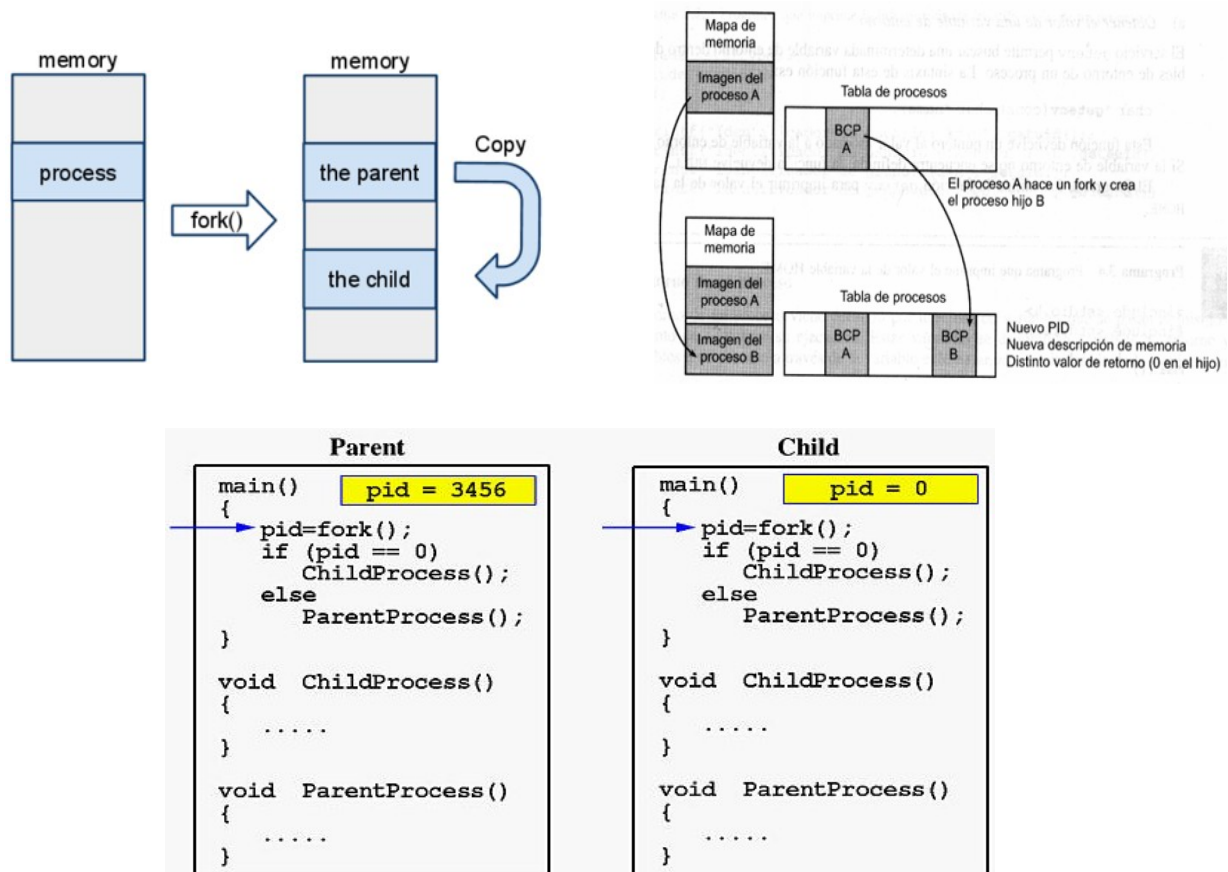 memory
process
fork()
memory
the parent
the child
Copy
Mapa de
memoria
Imagen del
proceso A
Tabla de procesos
BCP
A
El proceso A hace un fork y crea
el proceso hijo B
Mapa de
memoria
Imagen del
proceso A
Imagen del
proceso B
Tabla de procesos
BCP
A
BCP
B
Nuevo PID
Nueva descripción de memoria
Distinto valor de retorno (0 en el hijo)
Parent
main()
pid = 3456
{
pid=fork();
if (pid == 0)
ChildProcess();
else
ParentProcess();
}
void ChildProcess()
{
.....
}
void ParentProcess()
{
.....
}
Child
main()
pid = 0
{
pid=fork();
if (pid == 0)
ChildProcess();
else
ParentProcess();
}
void ChildProcess()
{
.....
}
void ParentProcess()
{
.....
}